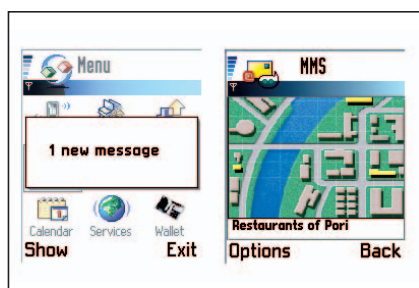 Menu
1 new message
Calendar Services Wallet
Show Exit
MMS
Restaurants of Pori
Options Back